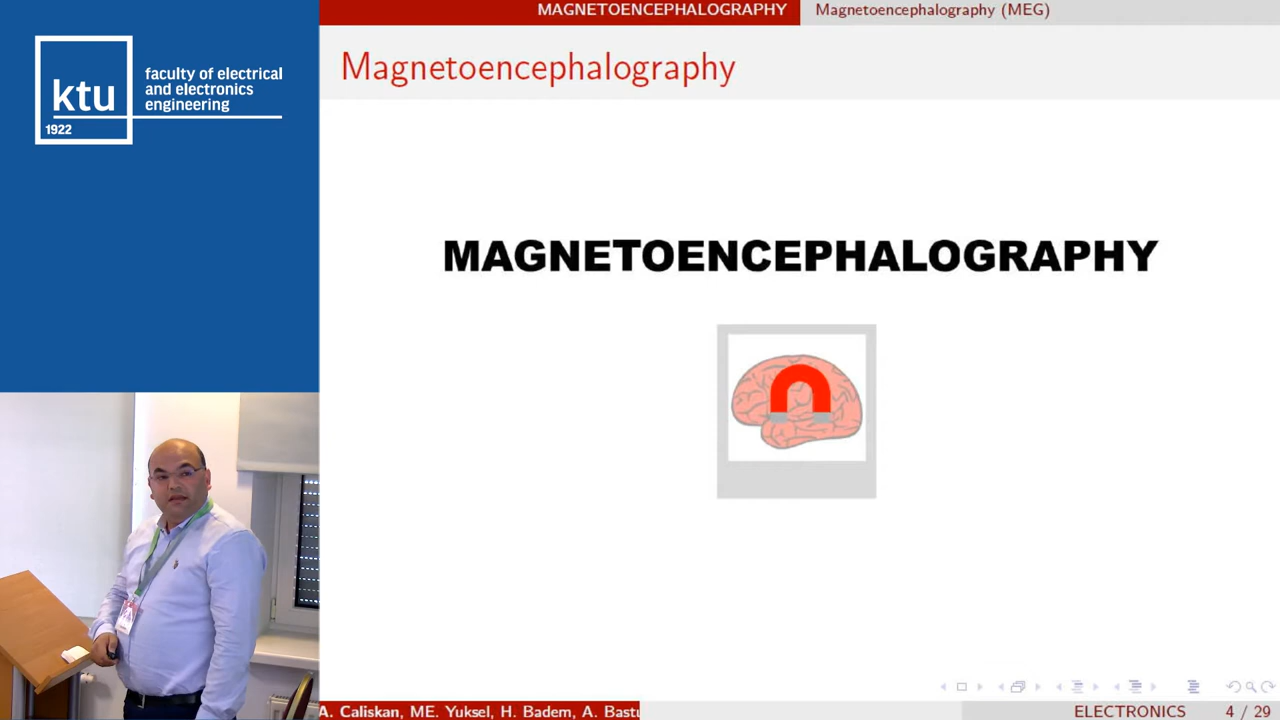 ktu
1922
faculty of electrical
and electronics
engineering
MAGNETOENCEPHALOGRAPHY
Magnetoencephalography (MEG)
Magnetoencephalography
MAGNETOENCEPHALOGRAPHY
A. Caliskan, ME. Yuksel, H. Badem, A. Bastu
ELECTRONICS
4 / 29